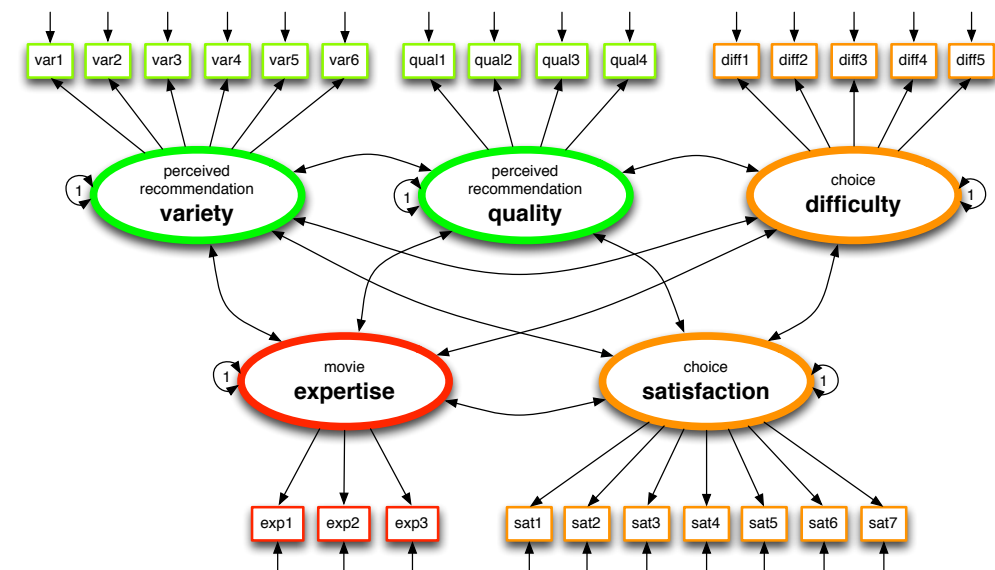 var1 var2 var3 var4 var5 var6 qual1 qual2 qual3 qual4 diff1 diff2 diff3 diff4 diff5
perceived
recommendation
variety
1
perceived
recommendation
quality
1
choice
difficulty
1
movie
expertise
1
choice
satisfaction
1
exp1 exp2 exp3 sat1 sat2 sat3 sat4 sat5 sat6 sat7